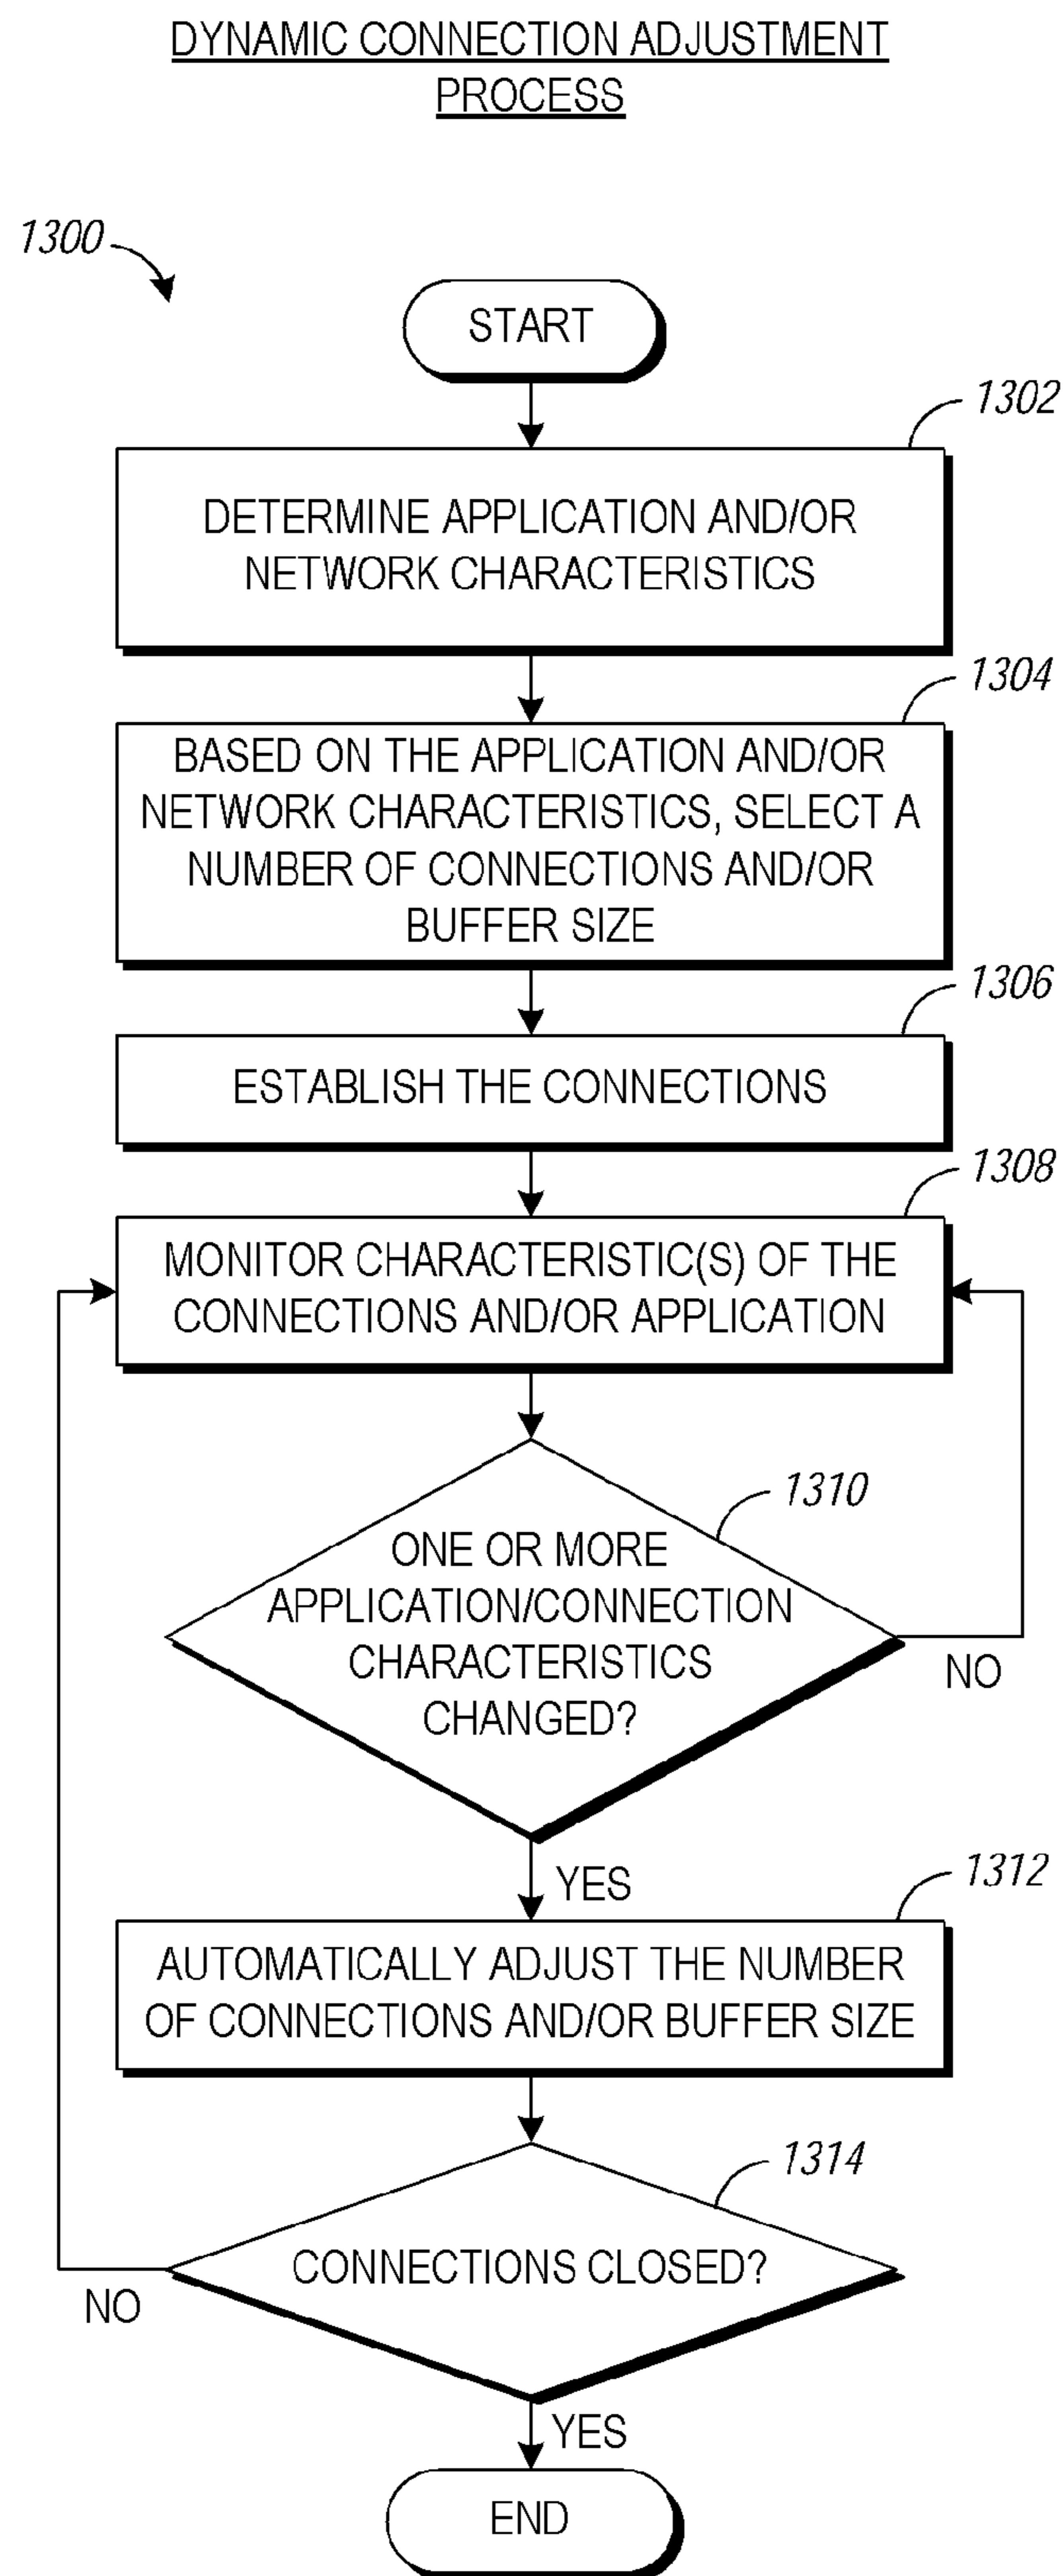 DYNAMIC CONNECTION ADJUSTMENT
PROCESS
1300
START
1302
DETERMINE APPLICATION AND/OR
NETWORK CHARACTERISTICS
1304
BASED ON THE APPLICATION AND/OR
NETWORK CHARACTERISTICS, SELECT A
NUMBER OF CONNECTIONS AND/OR
BUFFER SIZE
1306
ESTABLISH THE CONNECTIONS
1308
MONITOR CHARACTERISTIC(S) OF THE
CONNECTIONS AND/OR APPLICATION
1310
ONE OR MORE
APPLICATION/CONNECTION
CHARACTERISTICS
CHANGED?
NO
YES
1312
AUTOMATICALLY ADJUST THE NUMBER
OF CONNECTIONS AND/OR BUFFER SIZE
1314
CONNECTIONS CLOSED?
NO
YES
END